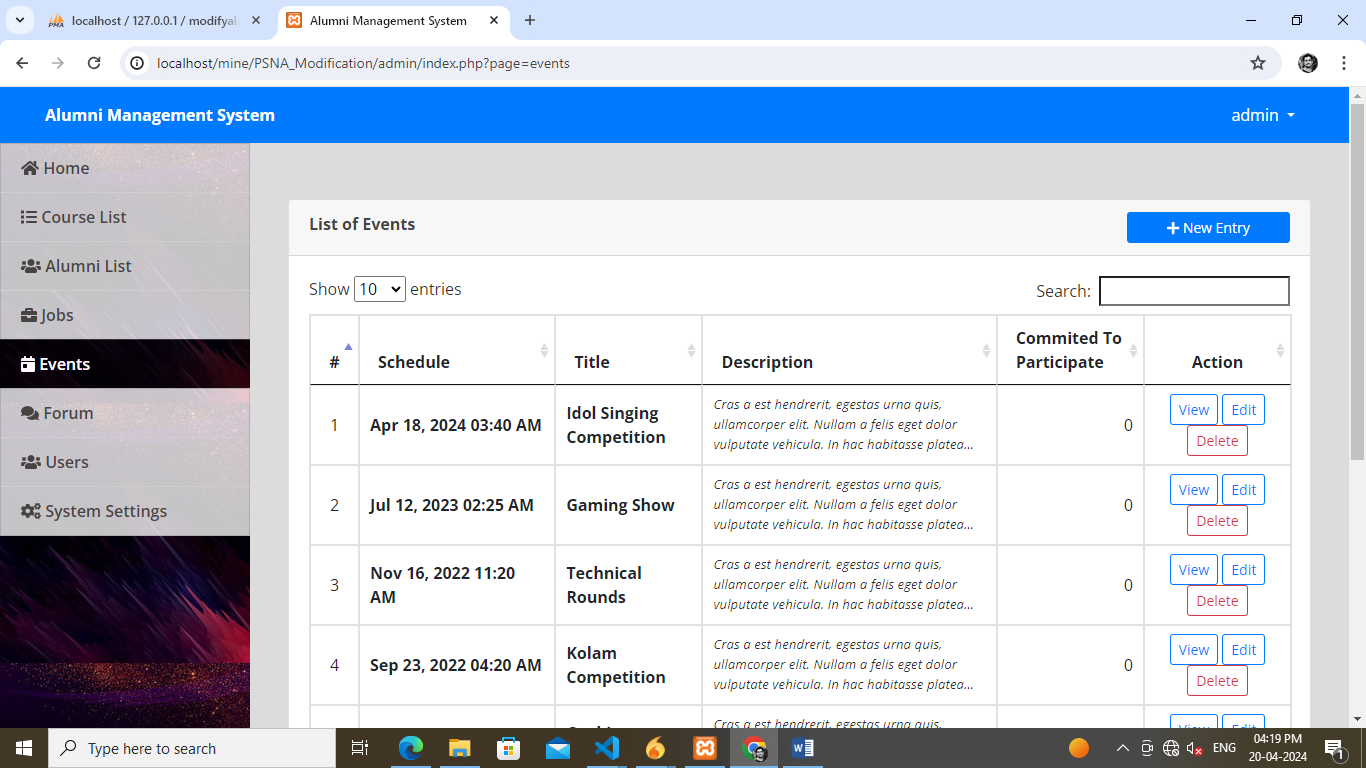 localhost / 127.0.0.1 / modifyal
Alumni Management System
localhost/mine/PSNA_Modification/admin/index.php?page=events
Alumni Management System
admin
Home
Course List
Alumni List
Jobs
Events
Forum
Users
System Settings
List of Events
New Entry
Show 10 entries
Search:
# Schedule Title Description Commited To Participate Action
1
Apr 18, 2024 03:40 AM
Idol Singing
Competition
Cras a est hendrerit, egestas urna quis,
ullamcorper elit. Nullam a felis eget dolor
vulputate vehicula. In hac habitasse platea...
0
View Edit
Delete
2
Jul 12, 2023 02:25 AM
Gaming Show
Cras a est hendrerit, egestas urna quis,
ullamcorper elit. Nullam a felis eget dolor
vulputate vehicula. In hac habitasse platea...
0
View Edit
Delete
3
Nov 16, 2022 11:20
AM
Technical
Rounds
Cras a est hendrerit, egestas urna quis,
ullamcorper elit. Nullam a felis eget dolor
vulputate vehicula. In hac habitasse platea...
0
View Edit
Delete
4
Sep 23, 2022 04:20 AM
Kolam
Competition
Cras a est hendrerit, egestas urna quis,
ullamcorper elit. Nullam a felis eget dolor
vulputate vehicula. In hac habitasse platea...
0
View Edit
Delete
Cras a est hendrerit, egestas urna quis,
Type here to search
ENG
04:19 PM
20-04-2024
1